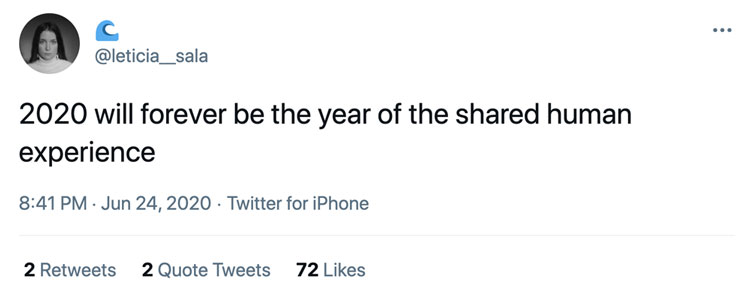 🌊
@leticia__sala
2020 will forever be the year of the shared human
experience
8:41 PM · Jun 24, 2020 · Twitter for iPhone
2 Retweets 2 Quote Tweets 72 Likes